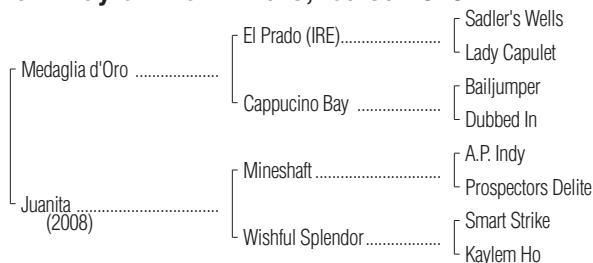 Sadler's Wells
El Prado (IRE)....................
Lady Capulet
Medaglia d'Oro ...................
Bailjumper
Cappucino Bay ...................
Dubbed In
A.P. Indy
Mineshaft.........................
Prospectors Delite
Juanita ................................
(2008)
Smart Strike
Wishful Splendor.................
Kaylem Ho